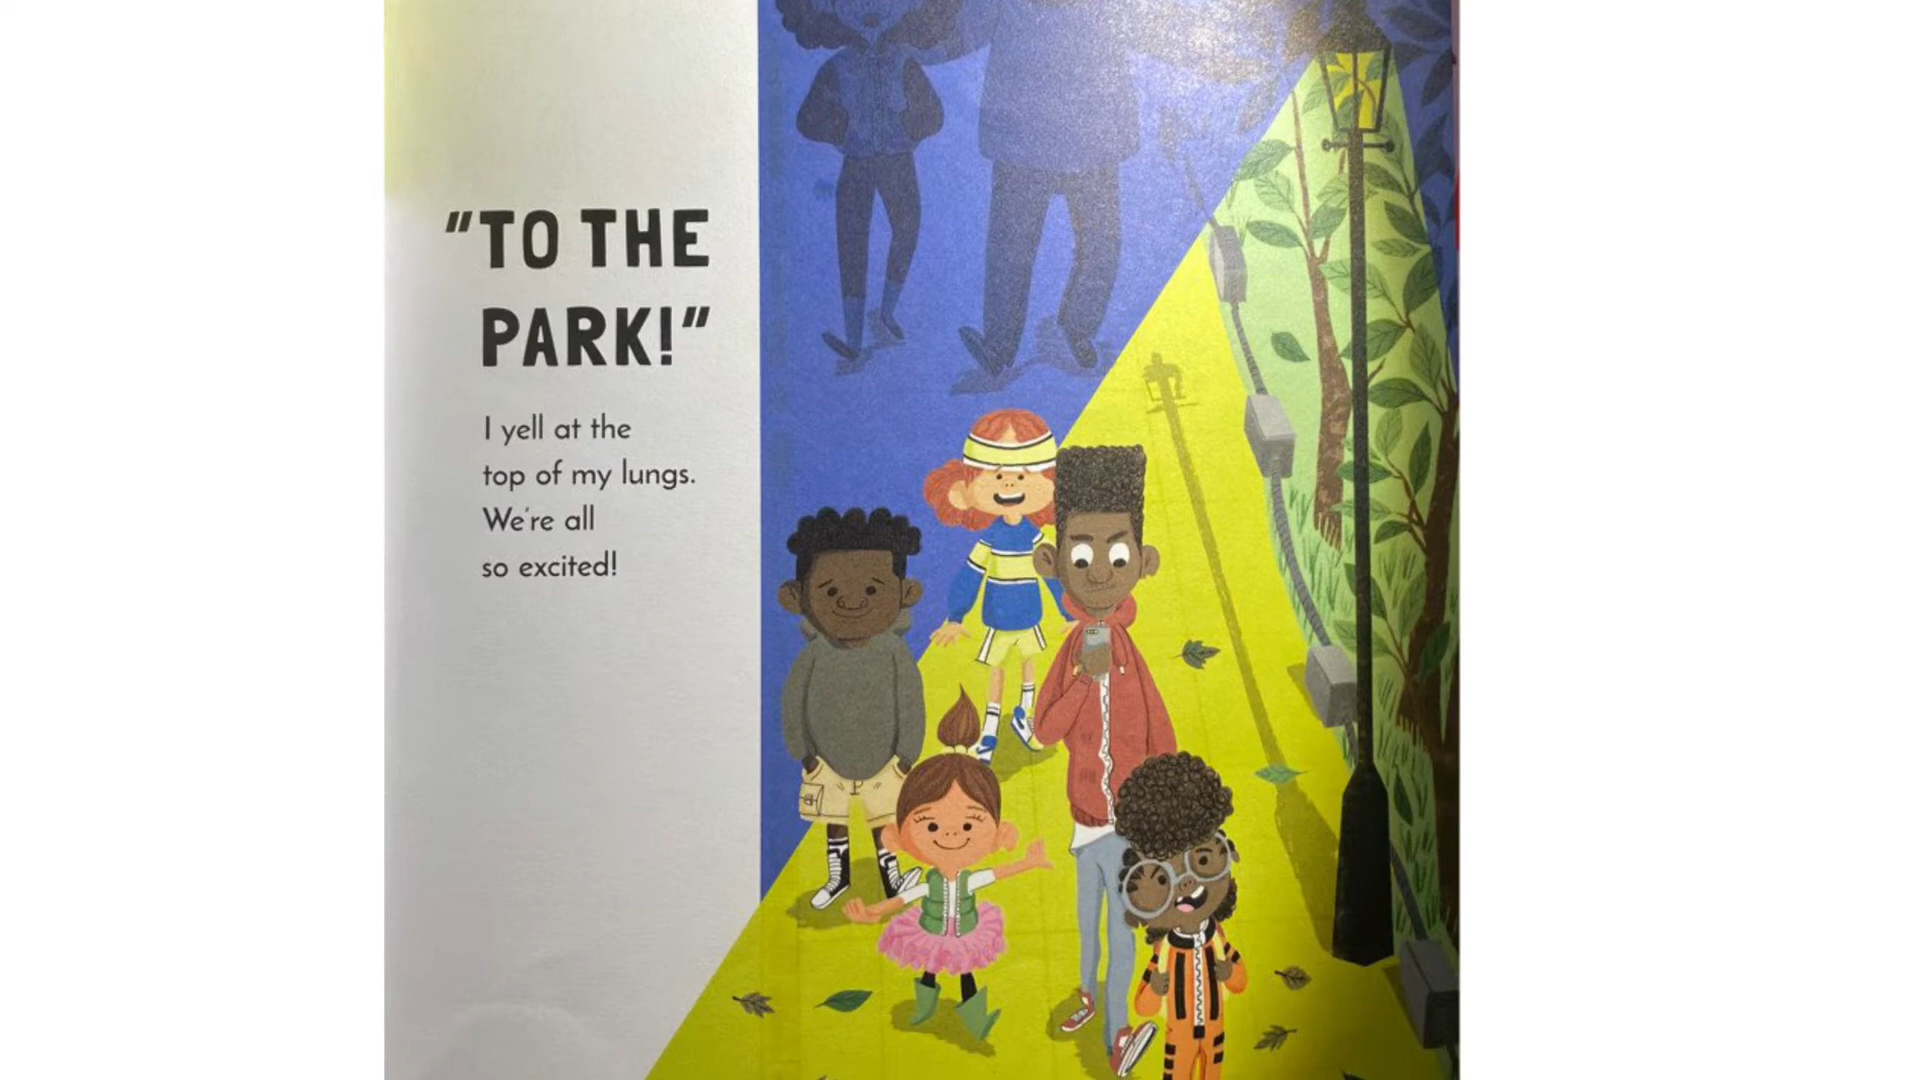 "TO THE
PARK!"
I yell at the
top of my lungs.
We're all
so excited!